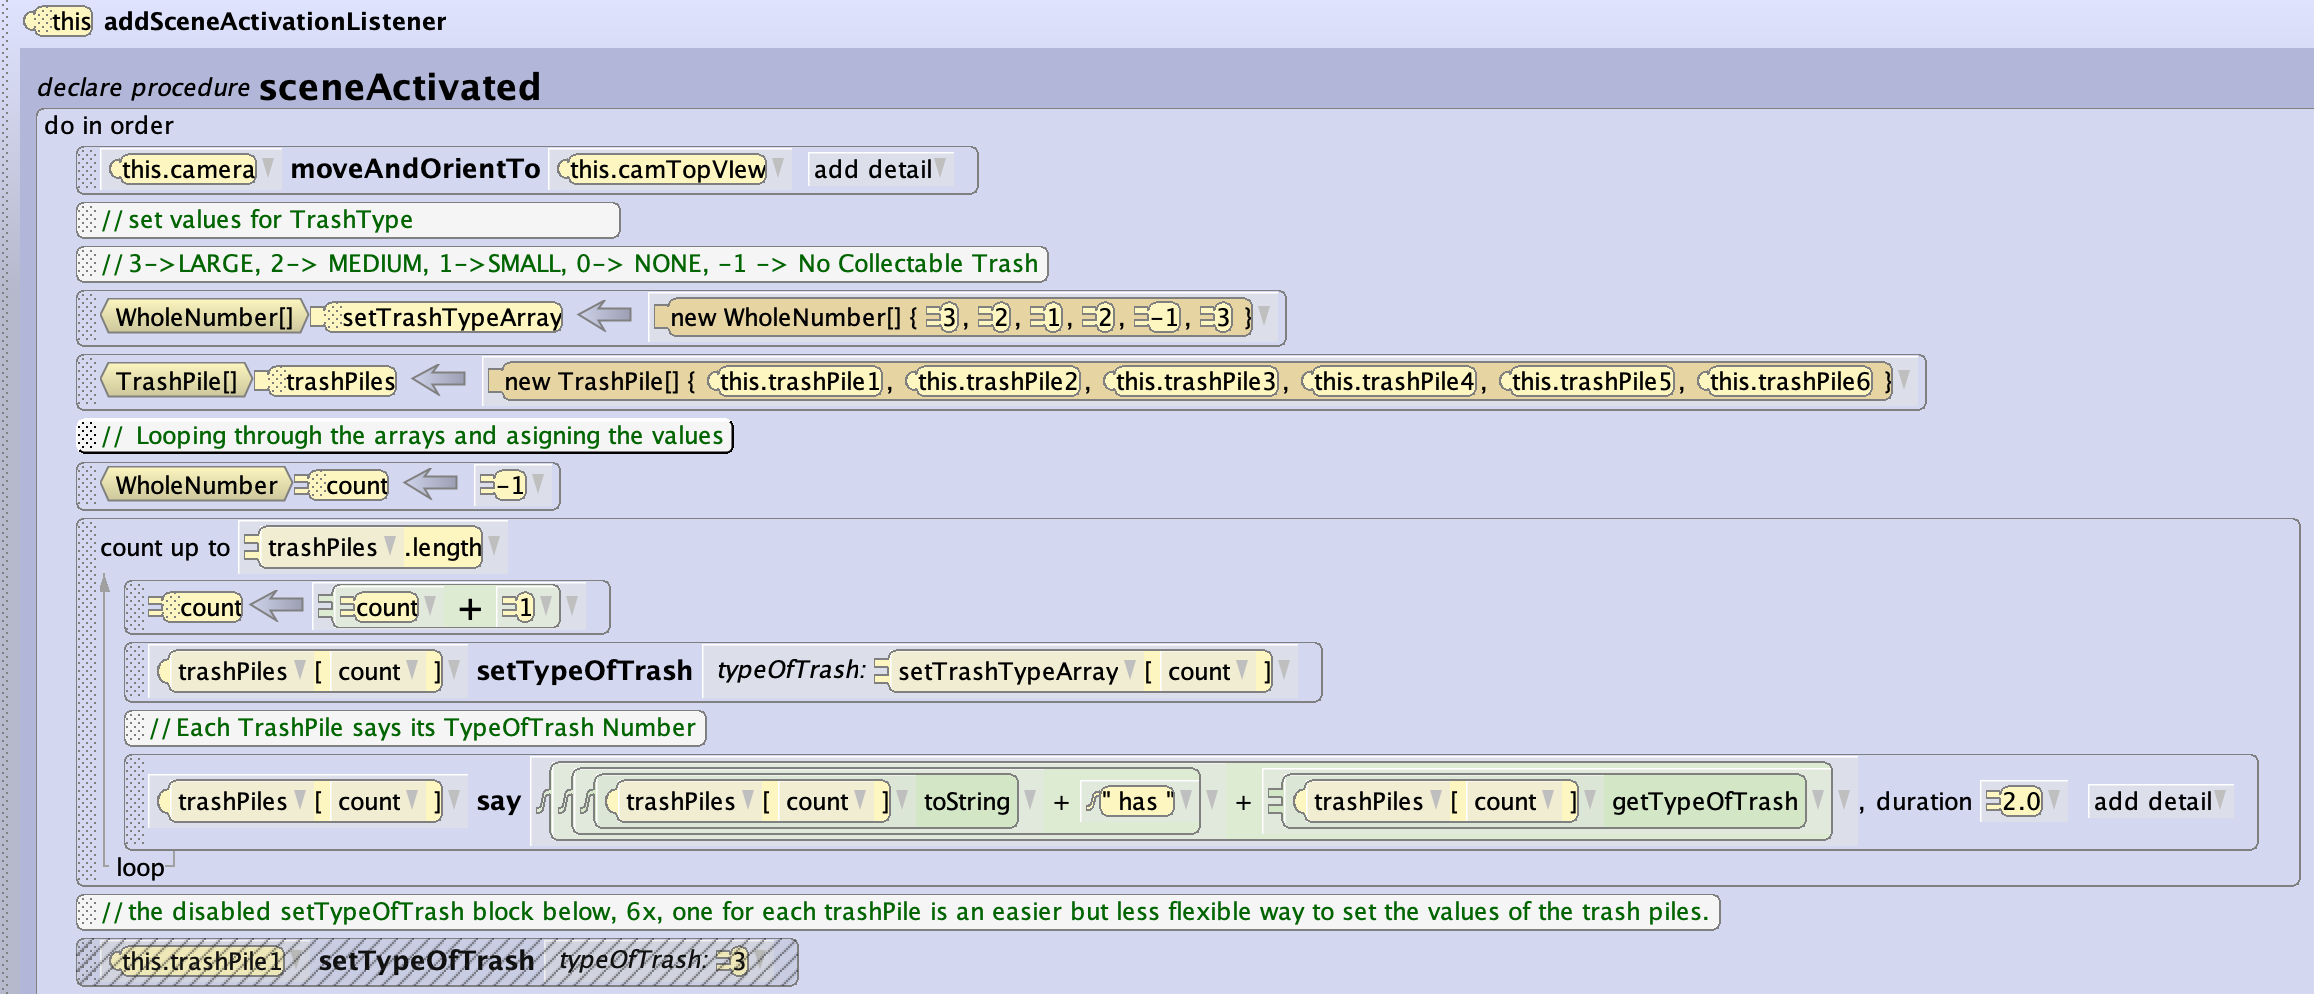 this addSceneActivationListener
declare procedure sceneActivated
do in order
this.camera moveAndOrientTo this.camTopVIew add detail
// set values for TrashType
// 3->LARGE, 2-> MEDIUM, 1->SMALL, 0-> NONE, -1 -> No Collectable Trash
WholeNumber[] setTrashTypeArray new WholeNumber[] { 3, 2, 1, 2, -1, 3 }
TrashPile[] trashPiles new TrashPile[] { this.trashPile1, this.trashPile2, this.trashPile3, this.trashPile4, this.trashPile5, this.trashPile6 }
// Looping through the arrays and asigning the values
WholeNumber count -1
count up to trashPiles .length
count count + 1
trashPiles [ count ] setTypeOfTrash typeOfTrash: setTrashTypeArray [ count ]
// Each TrashPile says its TypeOfTrash Number
trashPiles [ count ] say trashPiles [ count ] toString + " has " + trashPiles [ count ] getTypeOfTrash , duration 2.0 add detail
loop
// the disabled setTypeOfTrash block below, 6x, one for each trashPile is an easier but less flexible way to set the values of the trash piles.
this.trashPile1 setTypeOfTrash typeOfTrash: 3